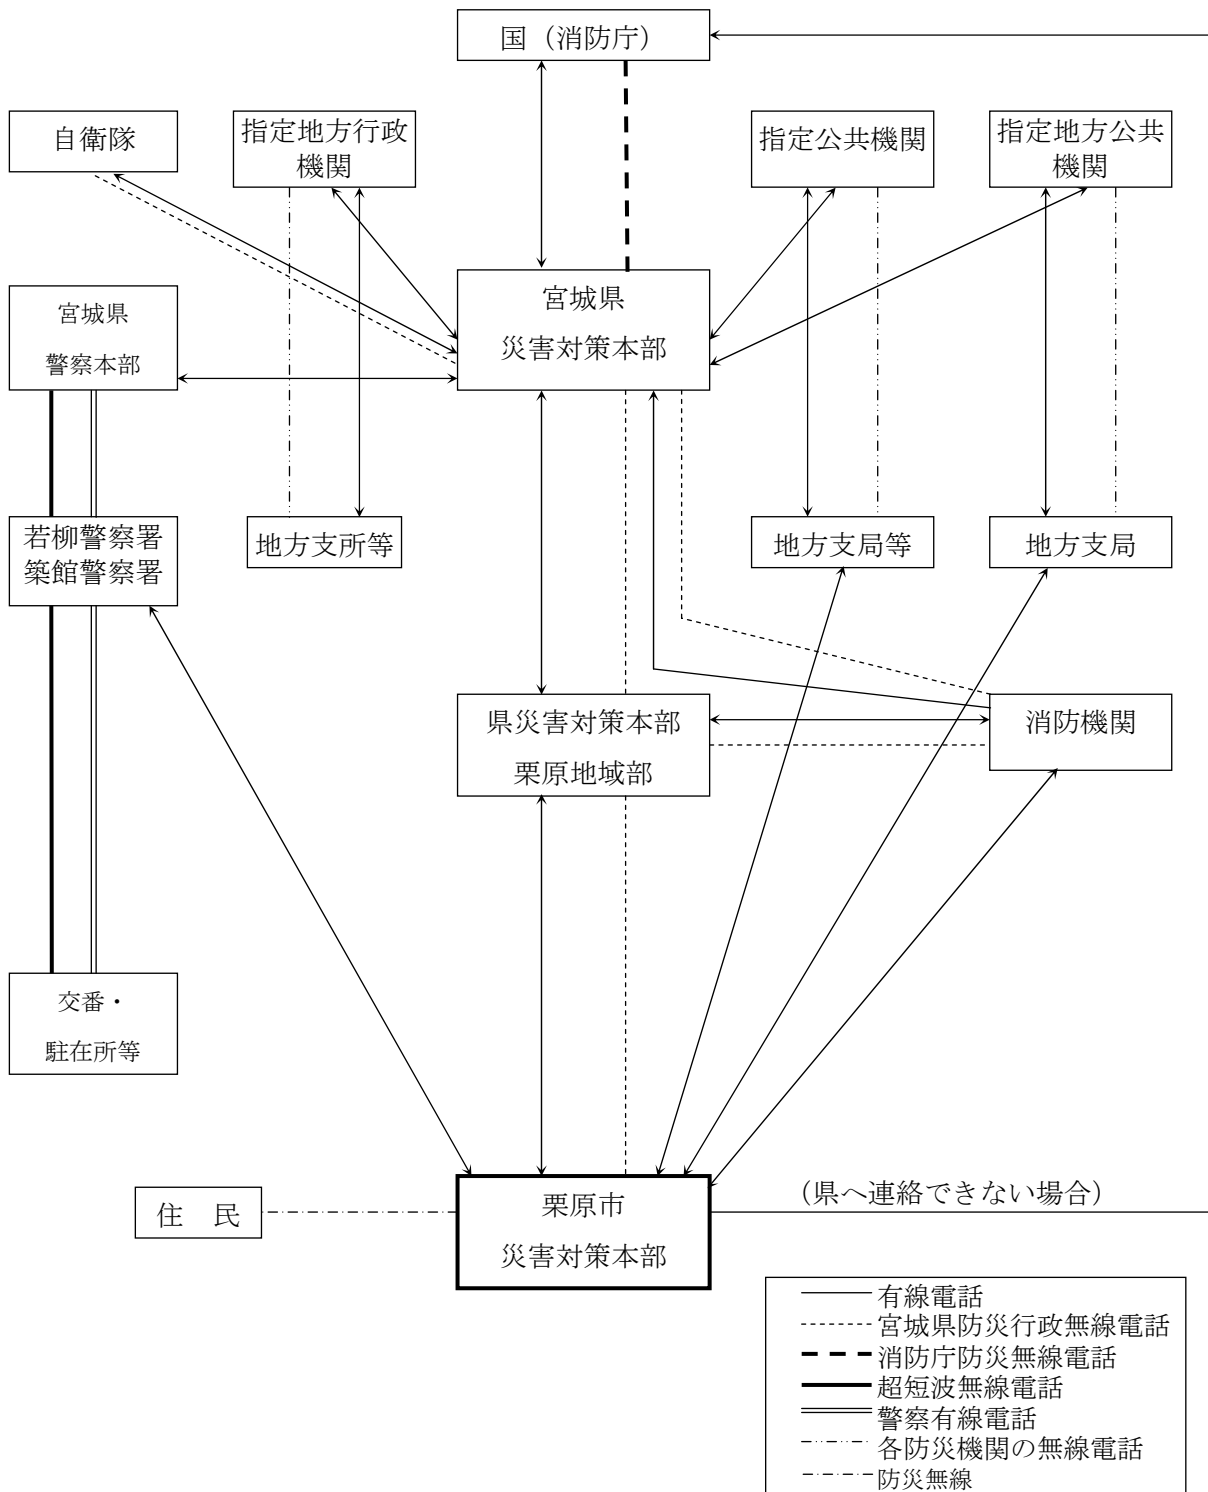 国（消防庁）
自衛隊
指定地方行政
機関
指定公共機関
指定地方公共
機関
宮城県
災害対策本部
宮城県
警察本部
若柳警察署
築館警察署
地方支所等
地方支局等
地方支局
県災害対策本部
栗原地域部
消防機関
交番・
駐在所等
住　民
栗原市
災害対策本部
（県へ連絡できない場合）
有線電話
宮城県防災行政無線電話
消防庁防災無線電話
超短波無線電話
警察有線電話
各防災機関の無線電話
防災無線